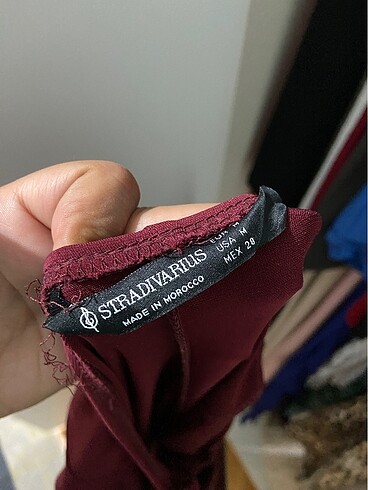 STRADIVARIUS
MADE IN MOROCCO
USA M
MEX 28